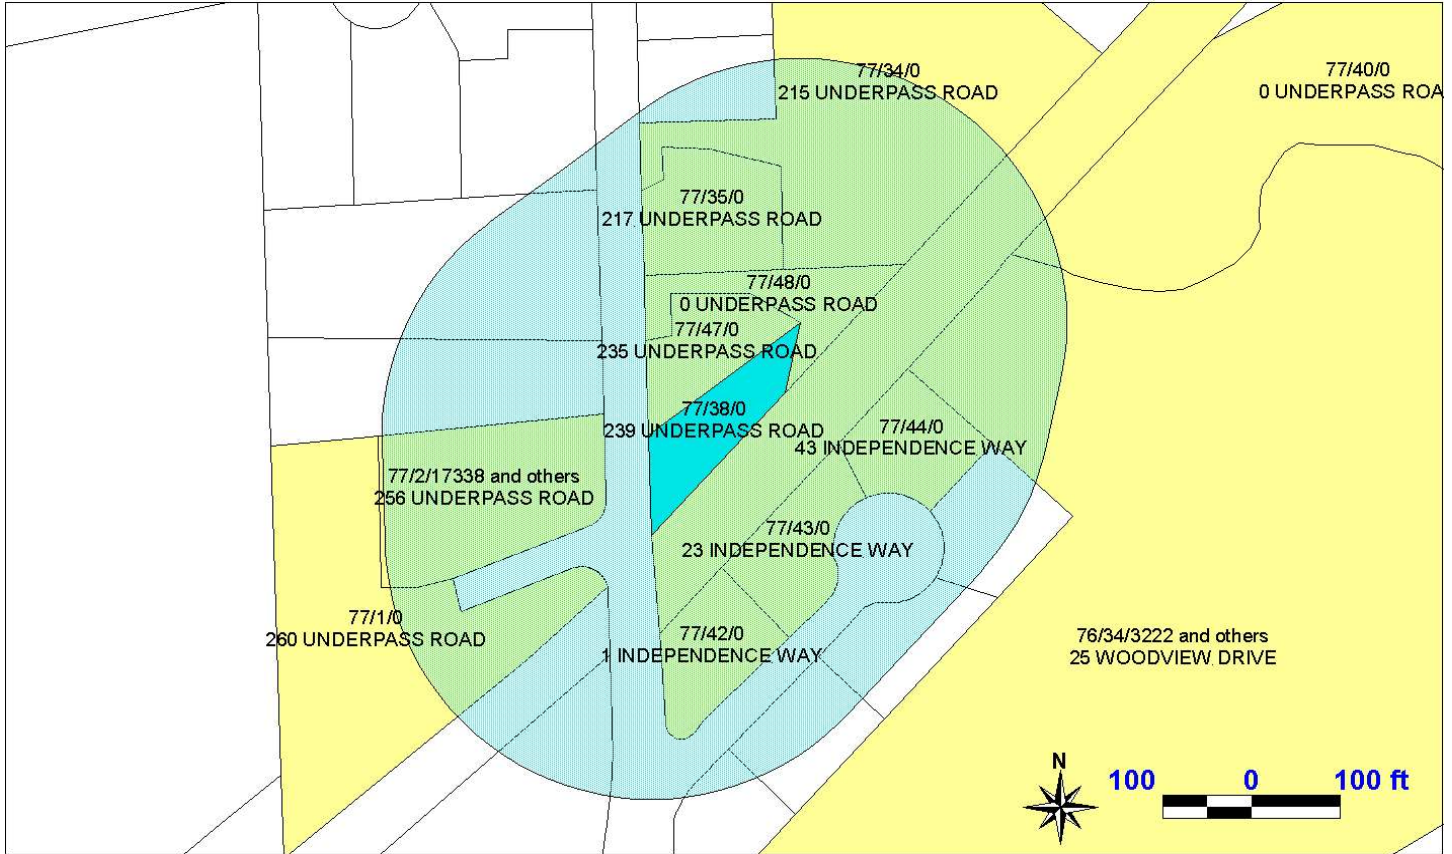 77/34/0
215 UNDERPASS ROAD
77/40/0
0 UNDERPASS ROA
77/35/0
217 UNDERPASS ROAD
77/48/0
0 UNDERPASS ROAD
77/47/0
235 UNDERPASS ROAD
77/38/0
239 UNDERPASS ROAD
77/44/0
43 INDEPENDENCE WAY
77/2/17338 and others
256 UNDERPASS ROAD
77/43/0
23 INDEPENDENCE WAY
77/1/0
260 UNDERPASS ROAD
77/42/0
1 INDEPENDENCE WAY
76/34/3222 and others
25 WOODVIEW DRIVE
N
100 0 100 ft